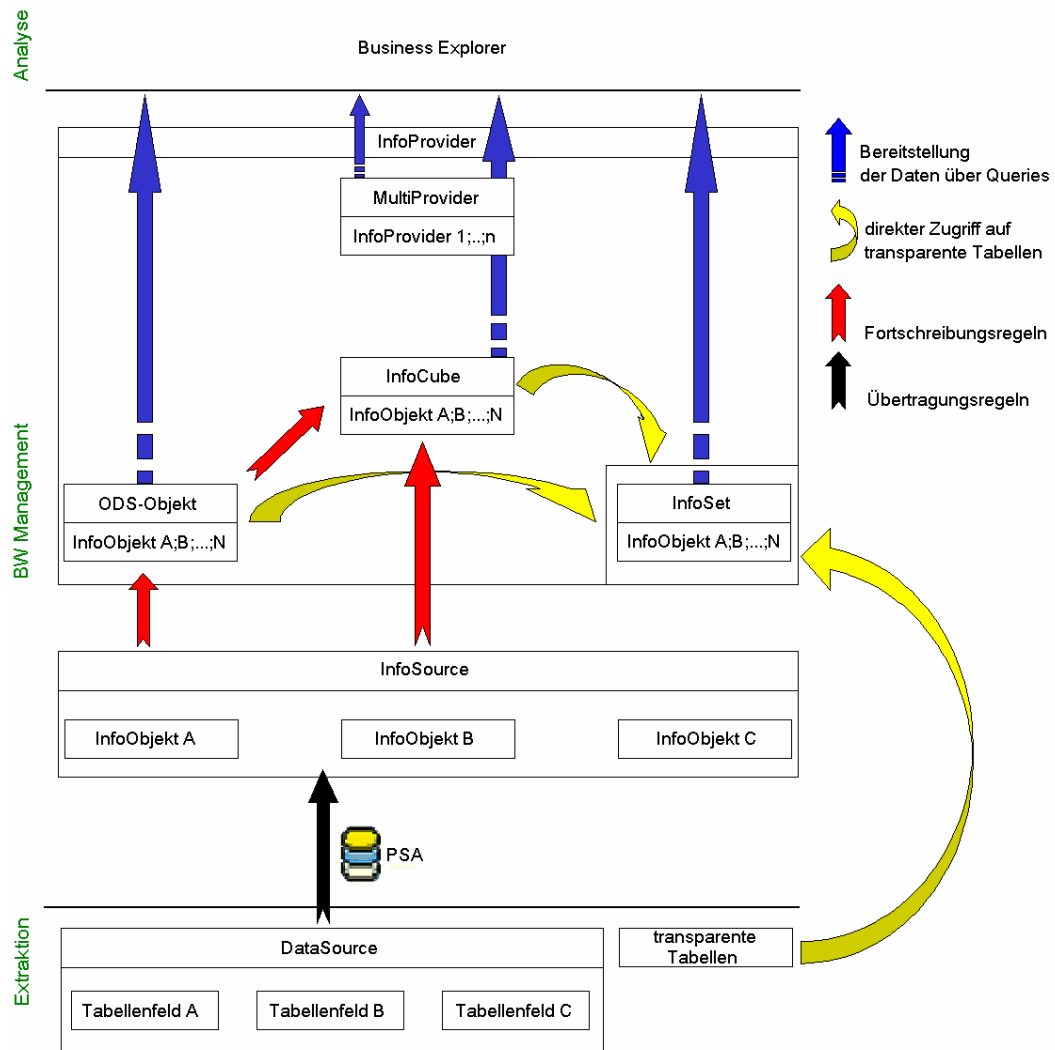 Analyse
Business Explorer
InfoProvider
MultiProvider
InfoProvider 1;..;n
Bereitstellung
der Daten über Queries
direkter Zugriff auf
transparente Tabellen
Fortschreibungsregeln
Übertragungsregeln
BW Management
InfoCube
InfoObjekt A;B;...;N
ODS-Objekt
InfoObjekt A;B;...;N
InfoSet
InfoObjekt A;B;...;N
InfoSource
InfoObjekt A
InfoObjekt B
InfoObjekt C
PSA
Extraktion
DataSource
transparente
Tabellen
Tabellenfeld A
Tabellenfeld B
Tabellenfeld C